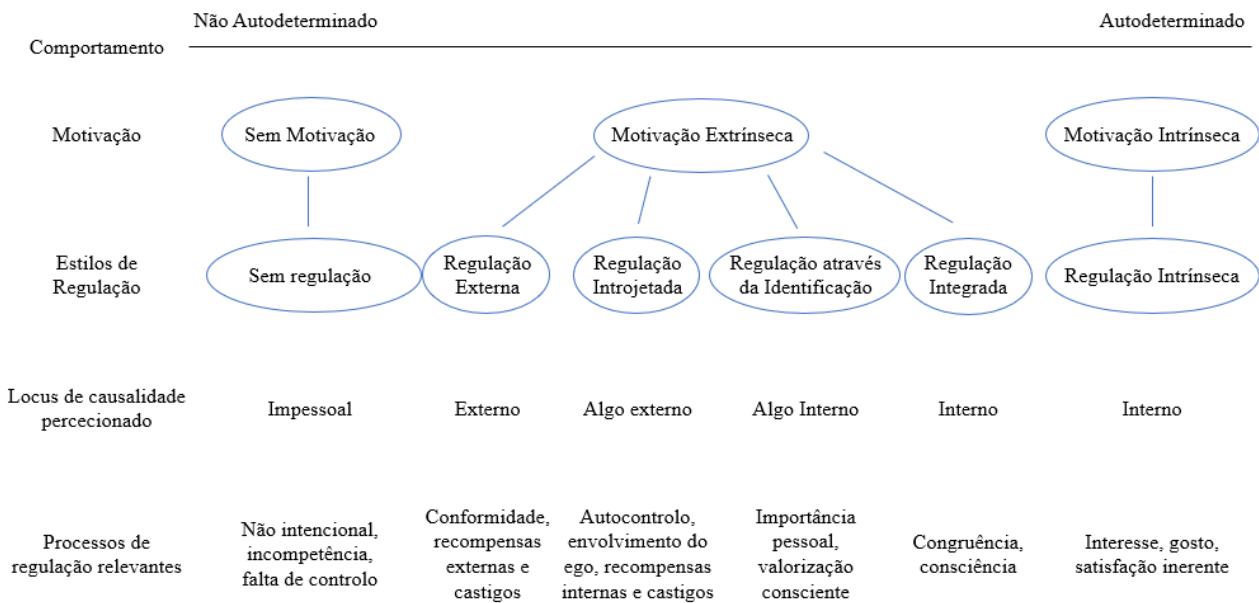 Não Autodeterminado
Autodeterminado
Comportamento
Motivação
Sem Motivação
Motivação Extrínseca
Motivação Intrínseca
Estilos de
Regulação
Sem regulação
Regulação
Externa
Regulação
Introjetada
Regulação através
da Identificação
Regulação
Integrada
Regulação Intrínseca
Locus de causalidade
percecionado
Impessoal
Externo
Algo externo
Algo Interno
Interno
Interno
Processos de
regulação relevantes
Não intencional,
incompetência,
falta de controlo
Conformidade,
recompensas
externas e
castigos
Autocontrolo,
envolvimento do
ego, recompensas
internas e castigos
Importância
pessoal,
valorização
consciente
Congruência,
consciência
Interesse, gosto,
satisfação inerente